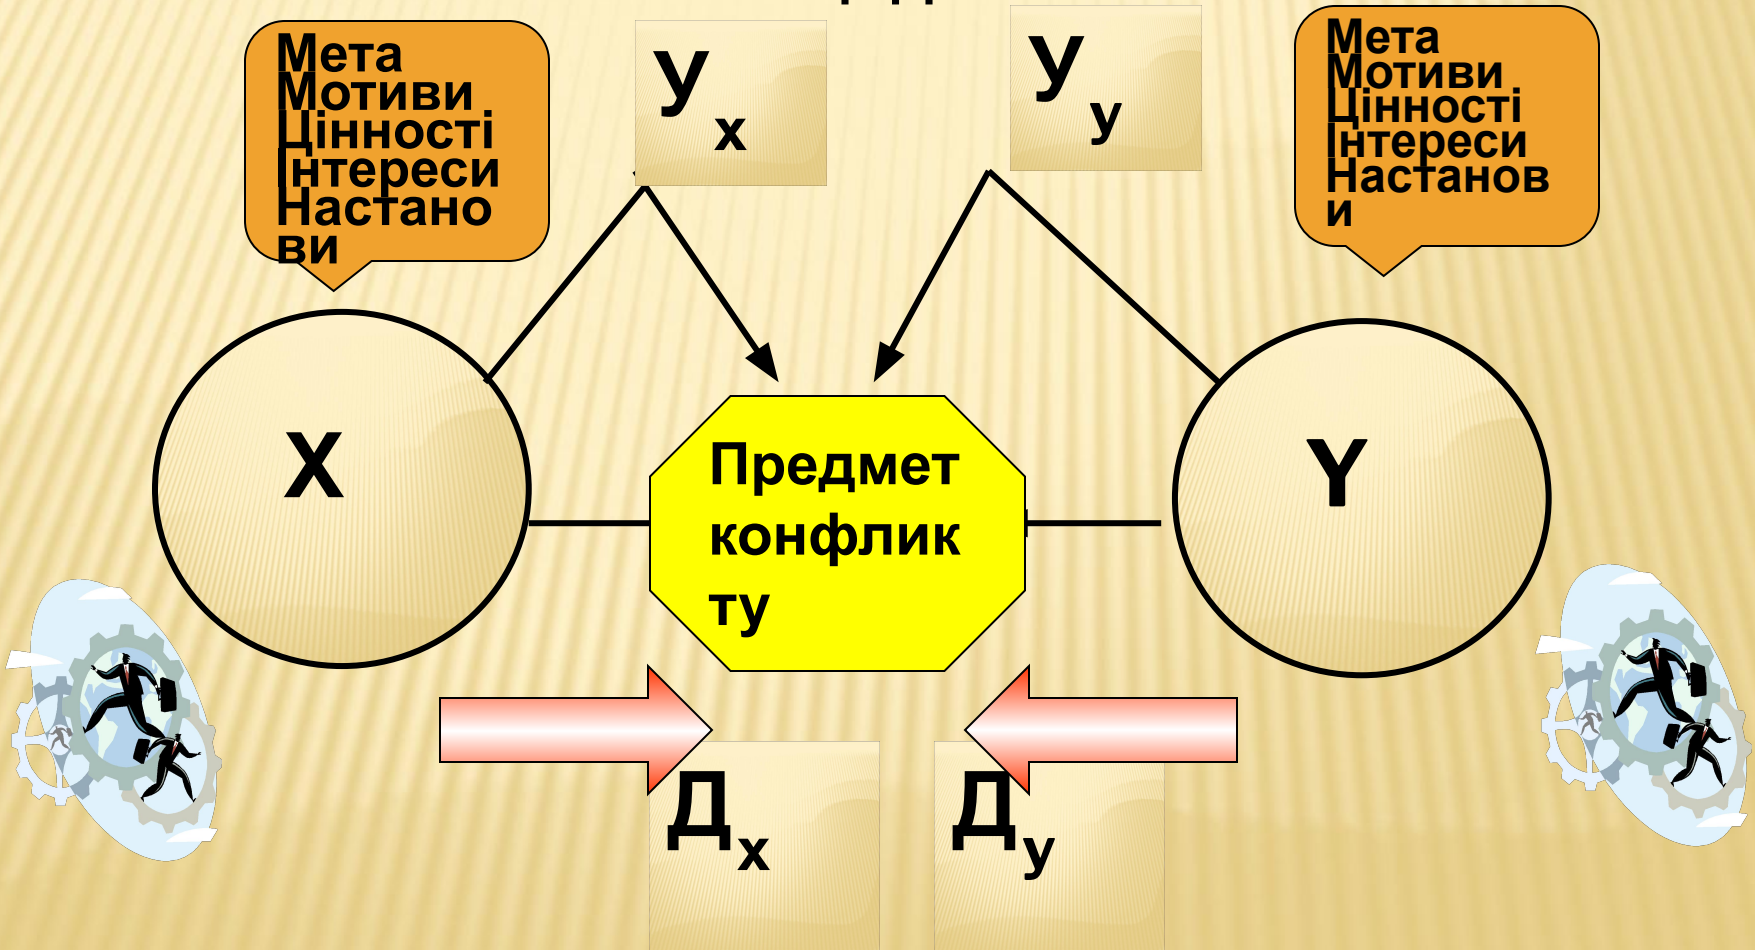 Мета
Мотиви
Цінності
Інтереси
Настано
ви
У х
У у
Мета
Мотиви
Цінності
Інтереси
Настанов
и
Х
Предмет
конфлик
ту
Y
Д х
Д у